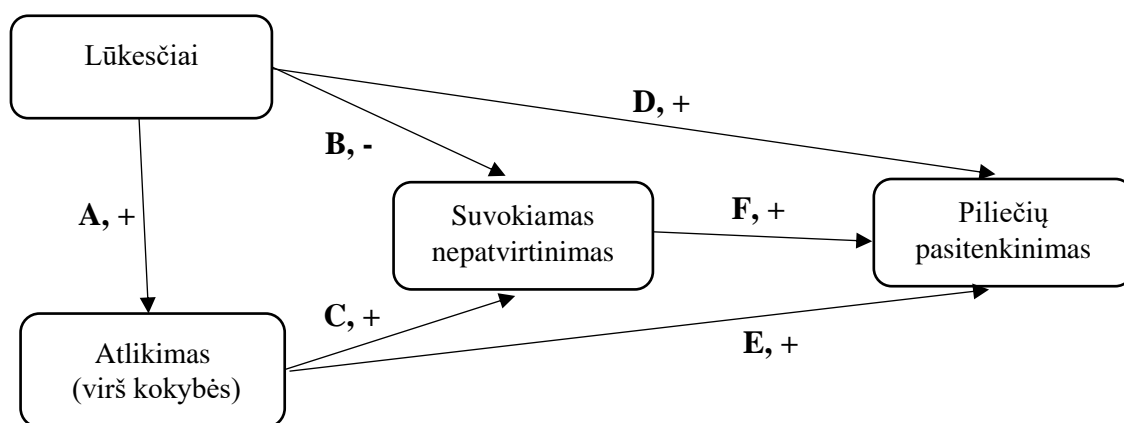 Lūkesčiai
D, +
B, -
A, +
Suvokiamas
nepatvirtinimas
F, +
Piliečių
pasitenkinimas
C, +
E, +
Atlikimas
(virš kokybės)